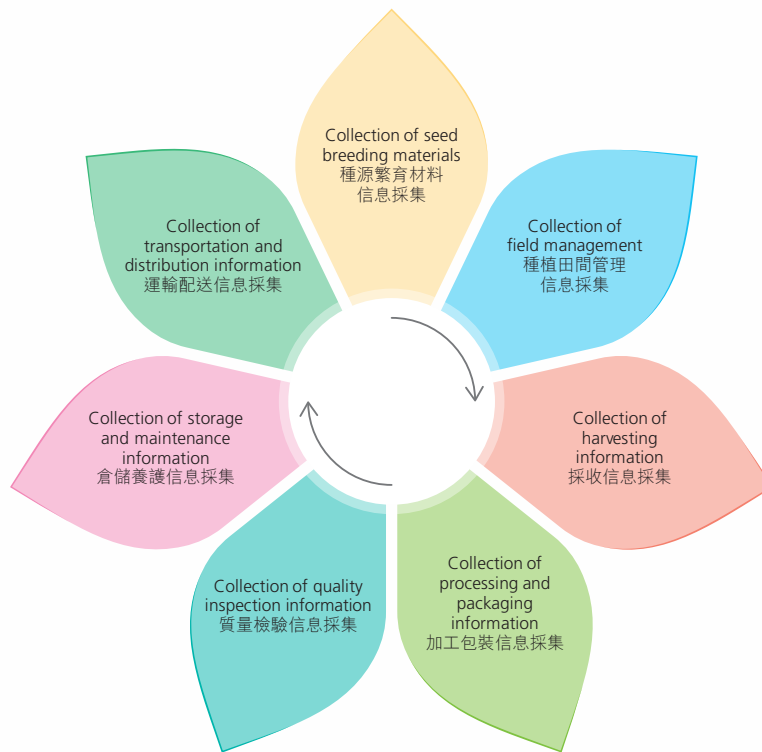 Collection of seed
breeding materials
種源繁育材料
信息採集
Collection of
field management
種植田間管理
信息採集
Collection of
harvesting
information
採收信息採集
Collection of
processing and
packaging
information
加工包裝信息採集
Collection of quality
inspection information
質量檢驗信息採集
Collection of storage
and maintenance
information
倉儲養護信息採集
Collection of
transportation and
distribution information
運輸配送信息採集